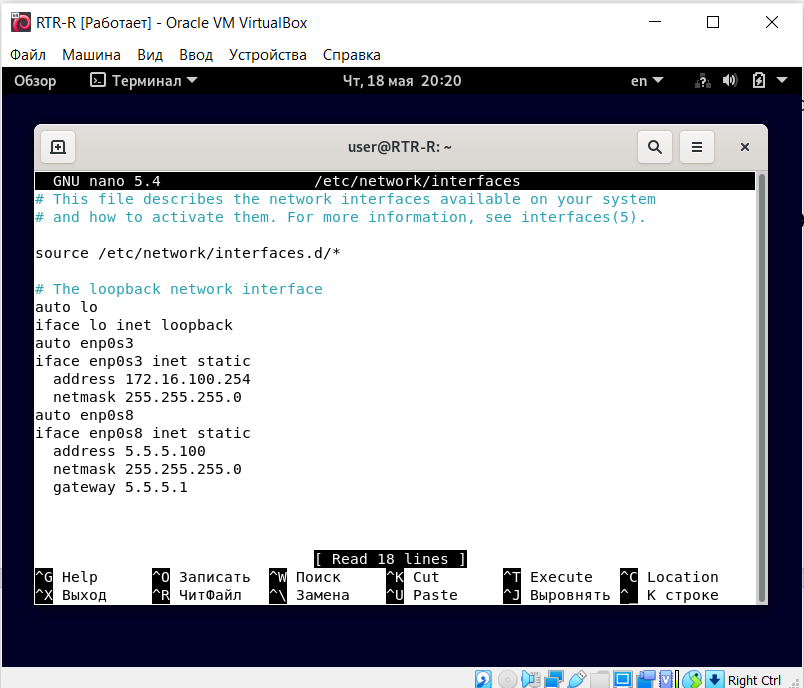 RTR-R [Работает] - Oracle VM VirtualBox
Файл Машина Вид Ввод Устройства Справка
Обзор Терминал Чт, 18 мая 20:20 en
user@RTR-R: ~
GNU nano 5.4 /etc/network/interfaces
# This file describes the network interfaces available on your system
# and how to activate them. For more information, see interfaces(5).
source /etc/network/interfaces.d/*
# The loopback network interface
auto lo
iface lo inet loopback
auto enp0s3
iface enp0s3 inet static
address 172.16.100.254
netmask 255.255.255.0
auto enp0s8
iface enp0s8 inet static
address 5.5.5.100
netmask 255.255.255.0
gateway 5.5.5.1
[ Read 18 lines ]
^G Help ^O Записать ^W Поиск ^K Cut ^T Execute ^C Location
^X Выход ^R ЧитФайл ^\ Замена ^U Paste ^J Выровнять ^_ К строке
Right Ctrl